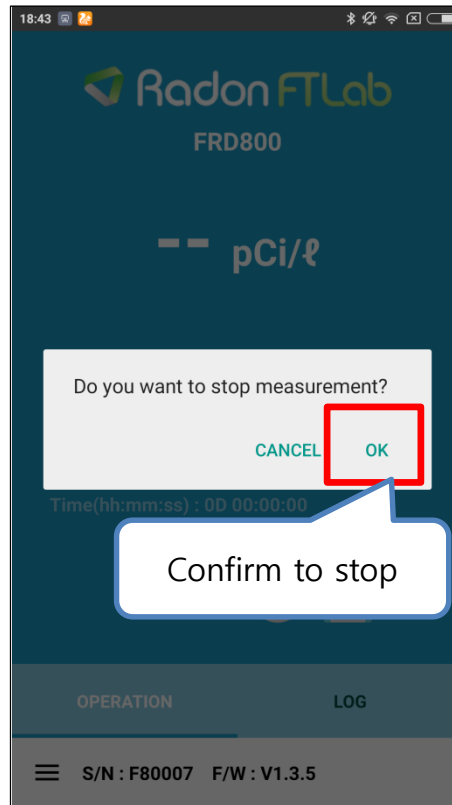 18:43
Radon FTLab
FRD800
-- pCi/ℓ
Do you want to stop measurement?
CANCEL OK
Time(hh:mm:ss) : 0D 00:00:00
Confirm to stop
OPERATION LOG
S/N : F80007 F/W : V1.3.5